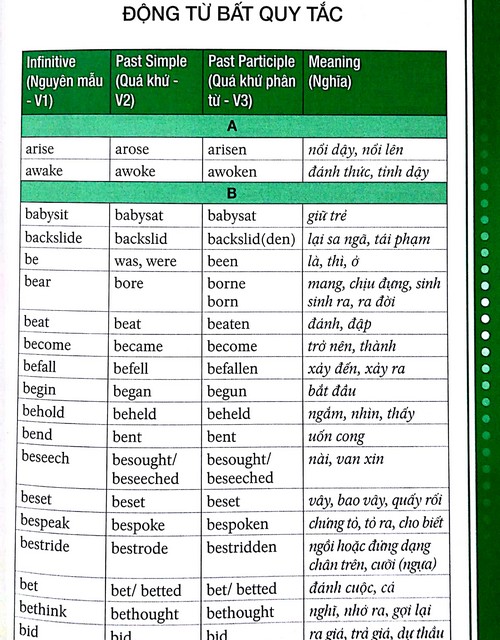 ĐỘNG TỪ BẤT QUY TẮC
Infinitive (Nguyên mẫu - V1) Past Simple (Quá khứ - V2) Past Participle (Quá khứ phân từ - V3) Meaning (Nghĩa)
A
arise arose arisen nổi dậy, nổi lên
awake awoke awoken đánh thức, tỉnh dậy
B
babysit babysat babysat giữ trẻ
backslide backslid backslid(den) lại sa ngã, tái phạm
be was, were been là, thì, ở
bear bore borne mang, chịu đựng, sinh
born sinh ra, ra đời
beat beat beaten đánh, đập
become became become trở nên, thành
befall befell befallen xảy đến, xảy ra
begin began begun bắt đầu
behold beheld beheld ngắm, nhìn, thấy
bend bent bent uốn cong
beseech besought/ besought/ nài, van xin
beseeched beseeched
beset beset beset vây, bao vây, quấy rối
bespeak bespoke bespoken chứng tỏ, tỏ ra, cho biết
bestride bestrode bestridden ngồi hoặc đứng dạng
chân trên, cưỡi (ngựa)
bet bet/ betted bet/ betted đánh cuộc, cá
bethink bethought bethought nghĩ, nhớ ra, gợi lại
bid bid bid ra giá, trả giá, dự thầu